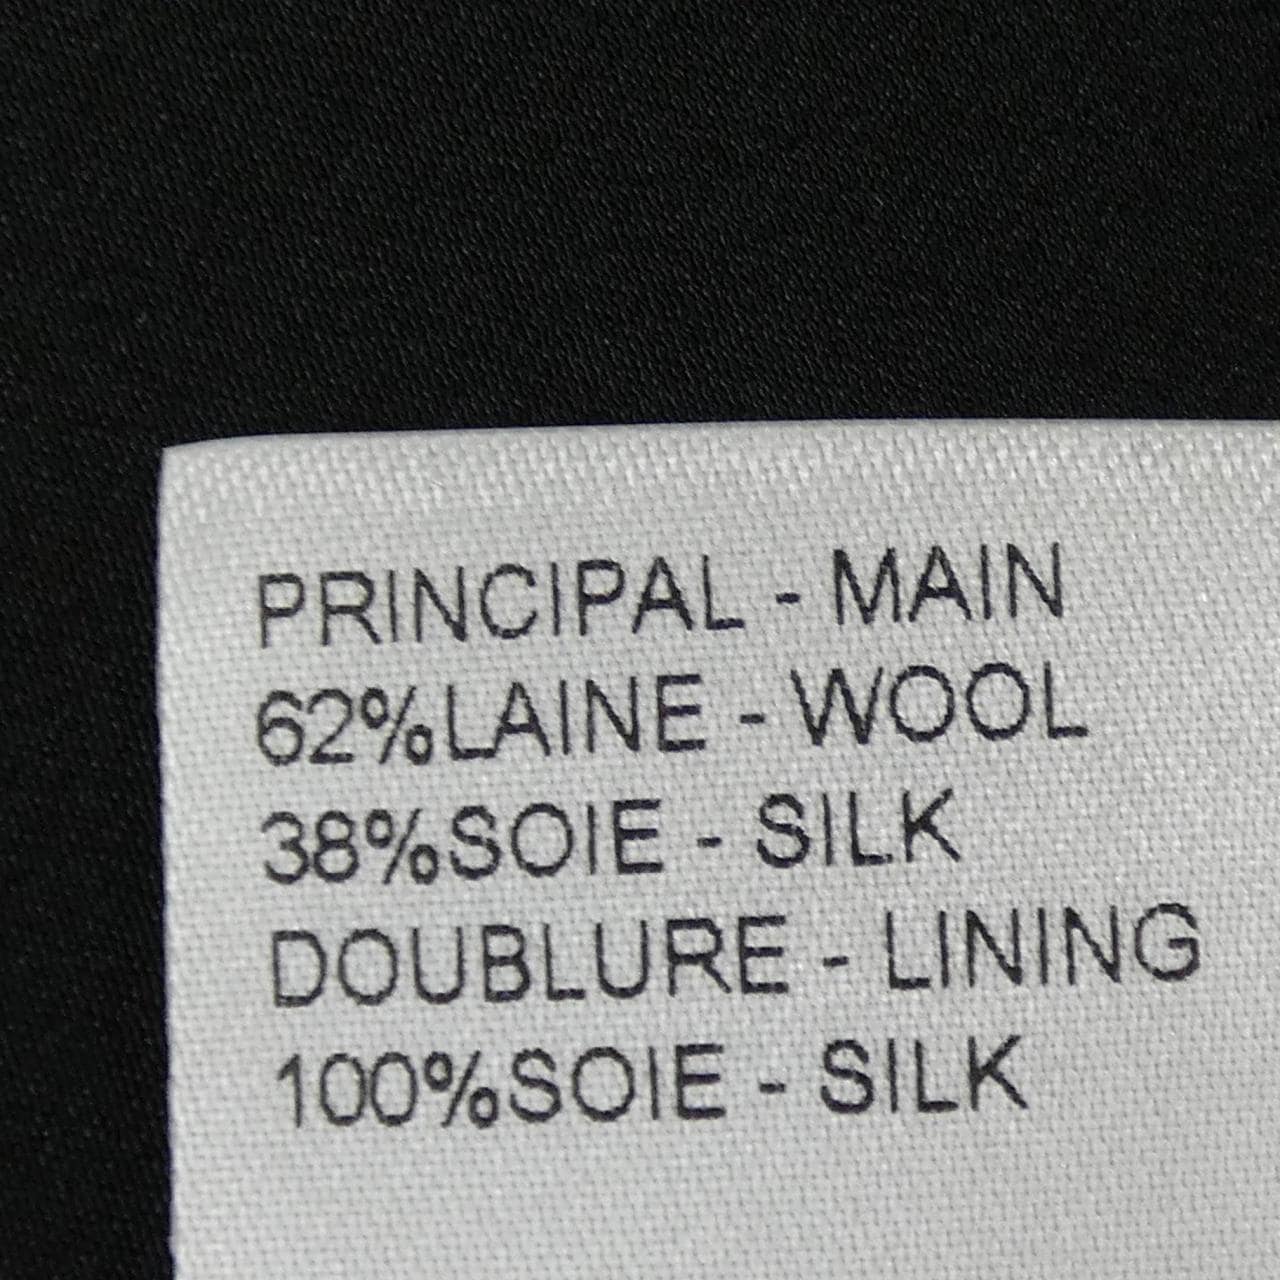 PRINCIPAL - MAIN
62%LAINE - WOOL
38%SOIE - SILK
DOUBLURE - LINING
100%SOIE - SILK